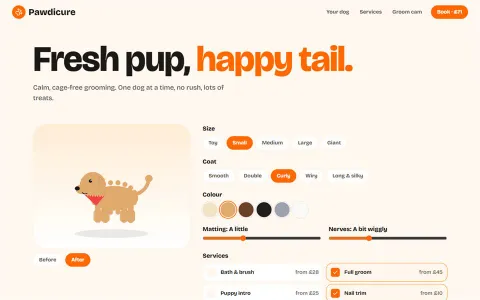 Pawdicure
Your dog
Services
Groom cam
Book · £71
Fresh pup, happy tail.
Calm, cage-free grooming. One dog at a time, no rush, lots of
treats.
Size
Toy
Small
Medium
Large
Giant
Coat
Smooth
Double
Curly
Wiry
Long & silky
Colour
Matting: A little
Nerves: A bit wiggly
Before
After
Services
Bath & brush
from £28
Full groom
from £45
Puppy intro
from £25
Nail trim
from £10